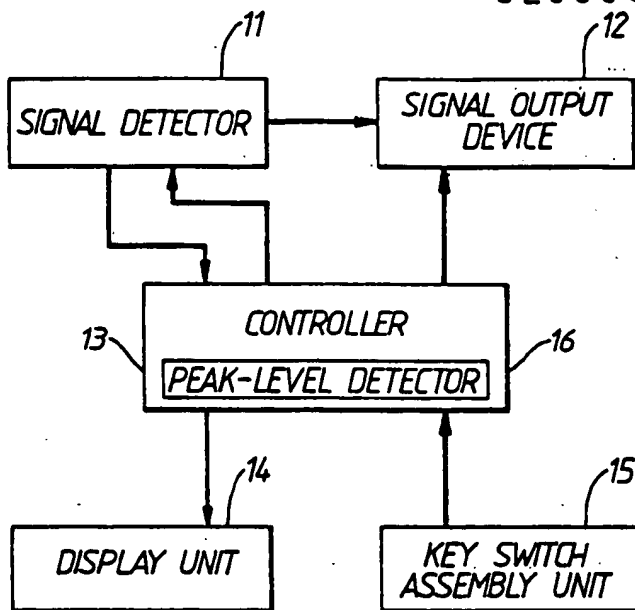 11
12
SIGNAL DETECTOR
SIGNAL OUTPUT
DEVICE
CONTROLLER
13
16
PEAK-LEVEL DETECTOR
14
15
DISPLAY UNIT
KEY SWITCH
ASSEMBLY UNIT